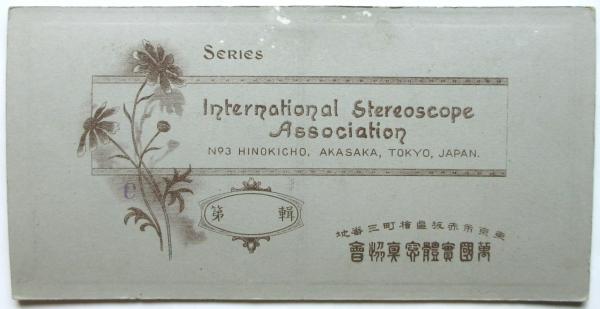 SERIES
International Stereoscope
Association
No3 HINOKICHO, AKASAKA, TOKYO, JAPAN.
第 輯
東京市赤坂區檜町三番地
萬國實體寫真協會